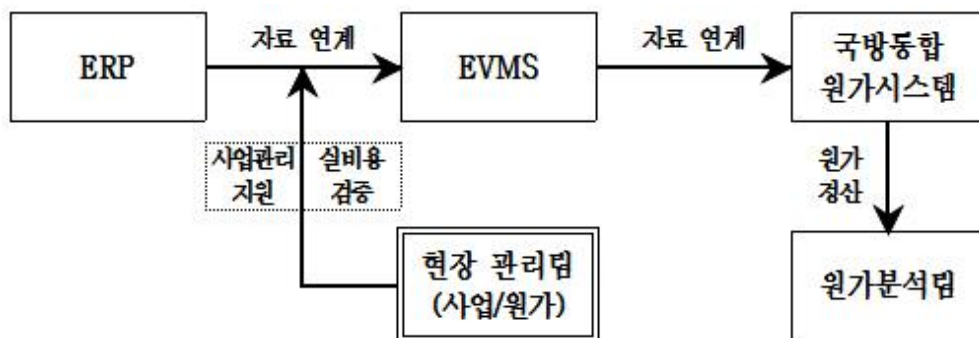 자료 연계
자료 연계
ERP
EVMS
국방통합
원가시스템
사업관리
지원
실비용
검증
원가
정산
현장 관리팀
(사업/원가)
원가분석팀